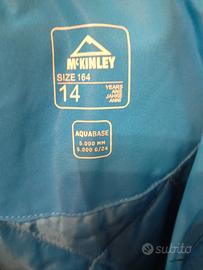 McKINLEY
SIZE 164
14
YEARS
ANS
JAHRE
ANNI
AQUABASE
5.000 MM
5.000 G/24
subito